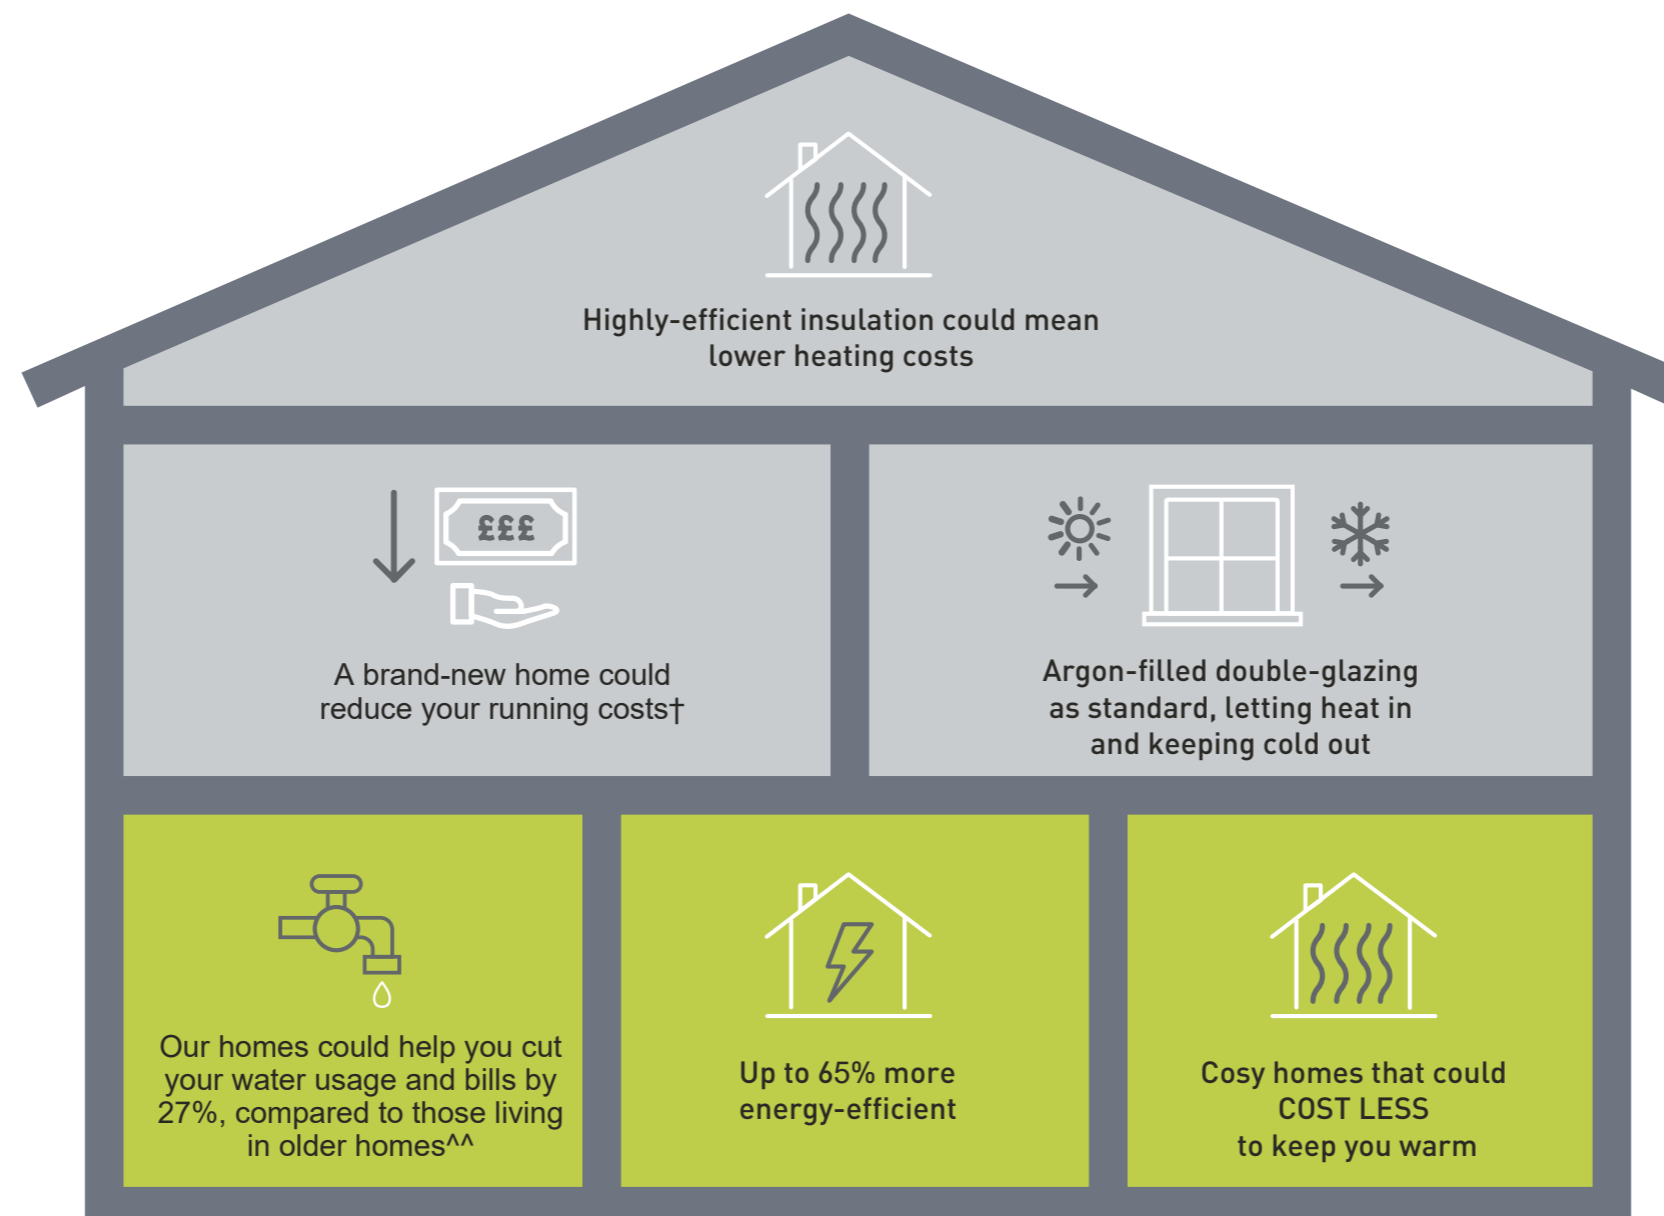 Highly-efficient insulation could mean
lower heating costs
£££
A brand-new home could
reduce your running costs†
Argon-filled double-glazing
as standard, letting heat in
and keeping cold out
Our homes could help you cut
your water usage and bills by
27%, compared to those living
in older homes^^
Up to 65% more
energy-efficient
Cosy homes that could
COST LESS
to keep you warm